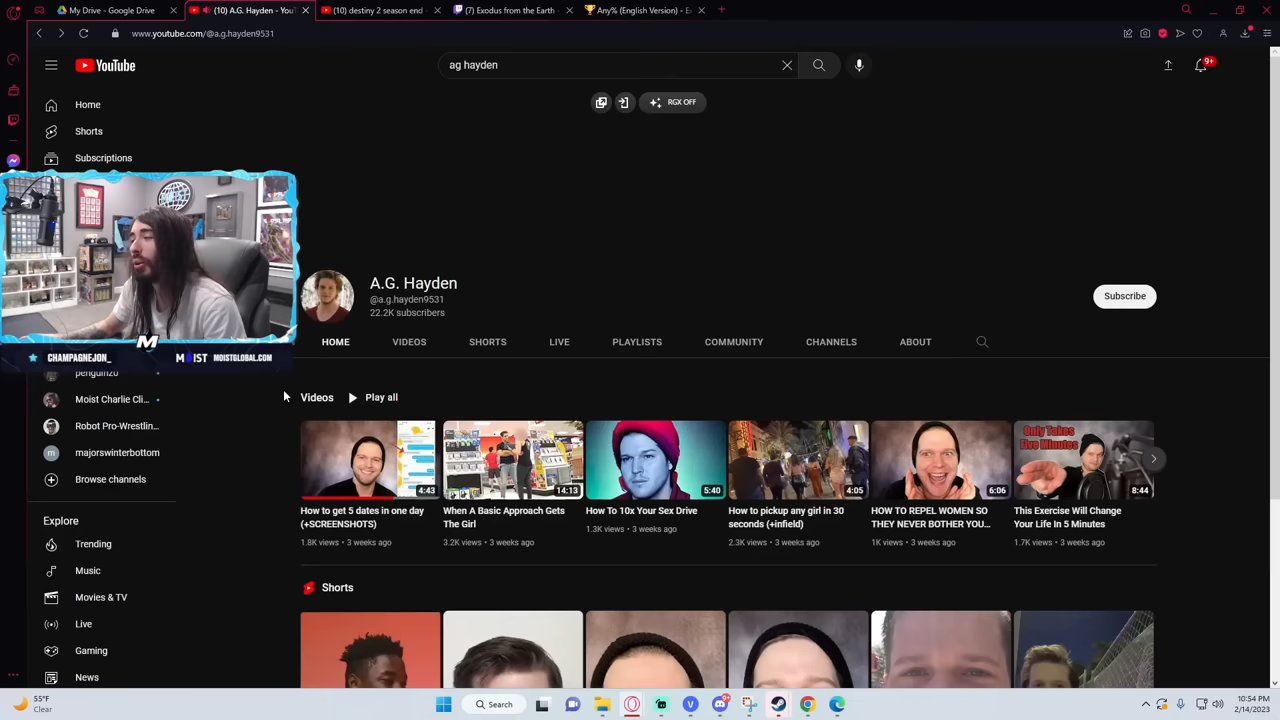 My Drive - Google Drive
(10) A.G. Hayden - YouT
(10) destiny 2 season end -
(7) Exodus from the Earth -
Any% (English Version) - Ex
www.youtube.com/@a.g.hayden9531
YouTube
ag hayden
9+
RGX OFF
Home
Shorts
Subscriptions
CHAMPAGNEJON_
M
MOIST
MOISTGLOBAL.COM
penguinz0
Moist Charlie Cli...
Robot Pro-Wrestlin...
m
majorswinterbottom
Browse channels
Explore
Trending
Music
Movies & TV
Live
Gaming
News
A.G. Hayden
@a.g.hayden9531
22.2K subscribers
Subscribe
HOME
VIDEOS
SHORTS
LIVE
PLAYLISTS
COMMUNITY
CHANNELS
ABOUT
Videos
Play all
4:43
14:13
5:40
4:05
6:06
Only Takes
Five Minutes
8:44
How to get 5 dates in one day
(+SCREENSHOTS)
1.8K views • 3 weeks ago
When A Basic Approach Gets
The Girl
3.2K views • 3 weeks ago
How To 10x Your Sex Drive
1.3K views • 3 weeks ago
How to pickup any girl in 30
seconds (+infield)
2.3K views • 3 weeks ago
HOW TO REPEL WOMEN SO
THEY NEVER BOTHER YOU...
1K views • 3 weeks ago
This Exercise Will Change
Your Life In 5 Minutes
1.7K views • 3 weeks ago
Shorts
55°F
Clear
Search
9+
10:54 PM
2/14/2023